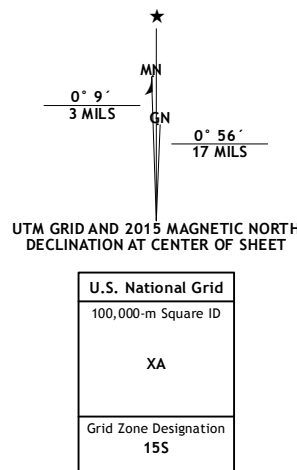 ★
MN
0° 9´
3 MILS
GN
0° 56´
17 MILS
UTM GRID AND 2015 MAGNETIC NORTH
DECLINATION AT CENTER OF SHEET
U.S. National Grid
100,000-m Square ID
XA
Grid Zone Designation
15S